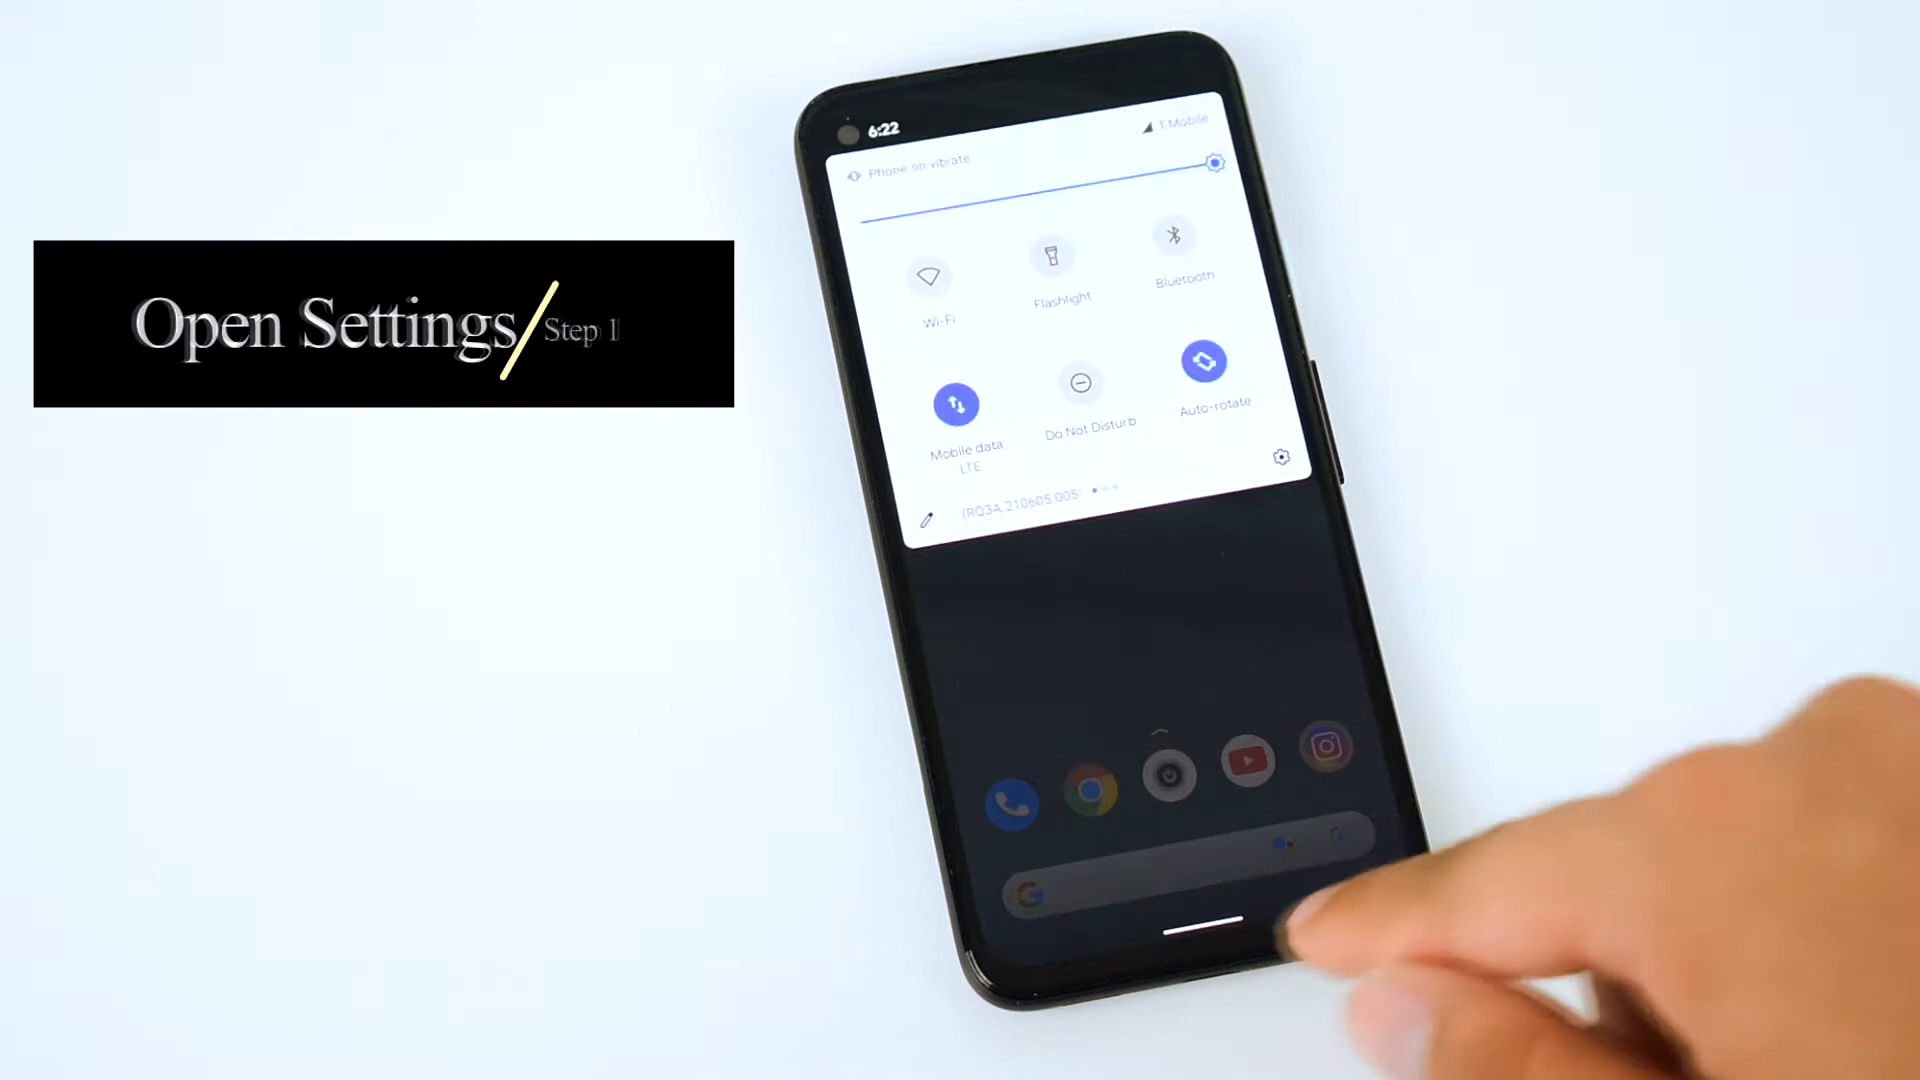 Open Settings
Step 1
6:22
T-Mobile
Phone on vibrate
Wi-Fi
Flashlight
Bluetooth
Mobile data
LTE
Do Not Disturb
Auto-rotate
(RQ3A.210605.005